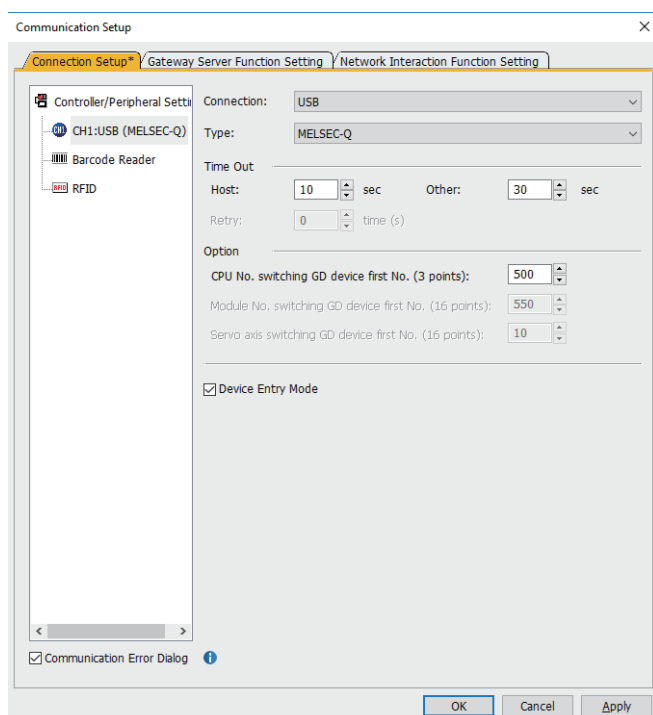 Communication Setup
Connection Setup* Gateway Server Function Setting Network Interaction Function Setting
Controller/Peripheral Setti
CH1:USB (MELSEC-Q)
Barcode Reader
RFID RFID
Connection: USB
Type: MELSEC-Q
Time Out
Host: 10 sec Other: 30 sec
Retry: 0 time (s)
Option
CPU No. switching GD device first No. (3 points): 500
Module No. switching GD device first No. (16 points): 550
Servo axis switching GD device first No. (16 points): 10
Device Entry Mode
Communication Error Dialog
OK Cancel Apply